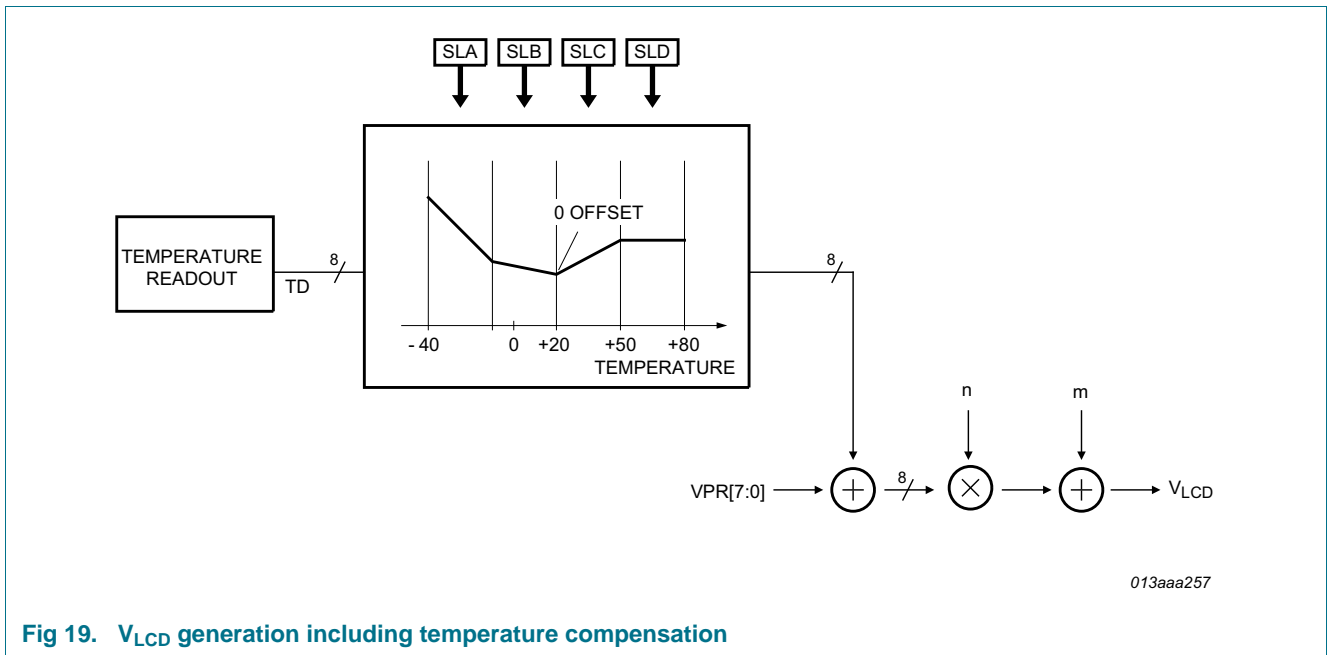 SLA SLB SLC SLD
0 OFFSET
TEMPERATURE
READOUT
8
TD
8
- 40 0 +20 +50 +80
TEMPERATURE
n m
VPR[7:0] + 8 × + VLCD
013aaa257
Fig 19. VLCD generation including temperature compensation